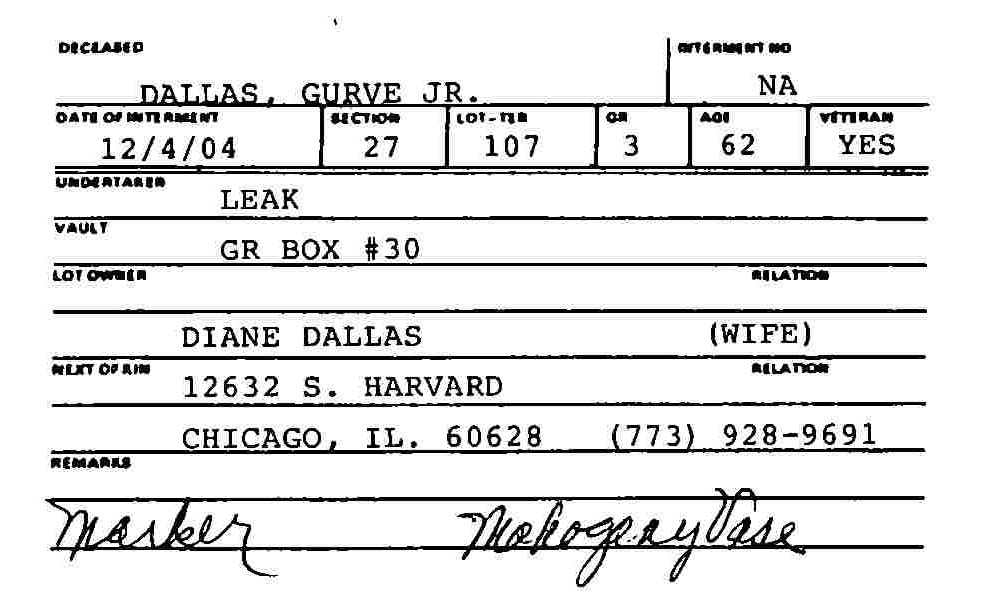 DECEASED INTERMENT NO
DALLAS, GURVE JR. NA
DATE OF INTERMENT SECTION LOT-TER GR AGE VETERAN
12/4/04 27 107 3 62 YES
UNDERTAKER
LEAK
VAULT
GR BOX #30
LOT OWNER RELATION
DIANE DALLAS (WIFE)
NEXT OF KIN RELATION
12632 S. HARVARD
CHICAGO, IL. 60628 (773) 928-9691
REMARKS
Marker Mahogany Vase